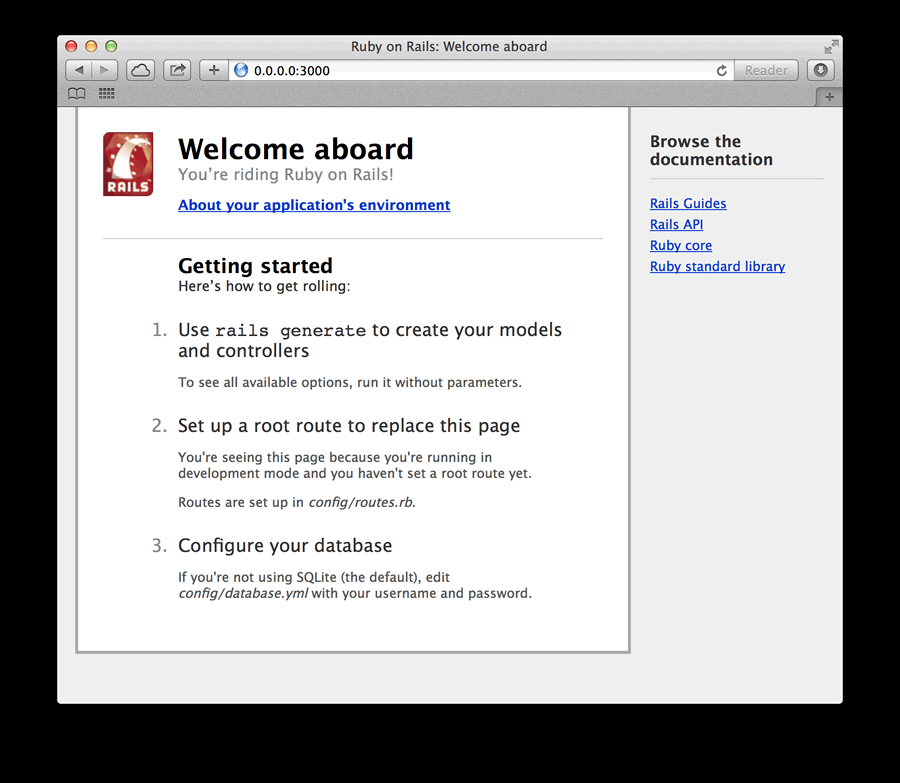 Ruby on Rails: Welcome aboard
0.0.0.0:3000
Reader
RAILS
Welcome aboard
You’re riding Ruby on Rails!
About your application’s environment
Getting started
Here’s how to get rolling:
1. Use rails generate to create your models
and controllers
To see all available options, run it without parameters.
2. Set up a root route to replace this page
You're seeing this page because you're running in
development mode and you haven't set a root route yet.
Routes are set up in config/routes.rb.
3. Configure your database
If you're not using SQLite (the default), edit
config/database.yml with your username and password.
Browse the
documentation
Rails Guides
Rails API
Ruby core
Ruby standard library